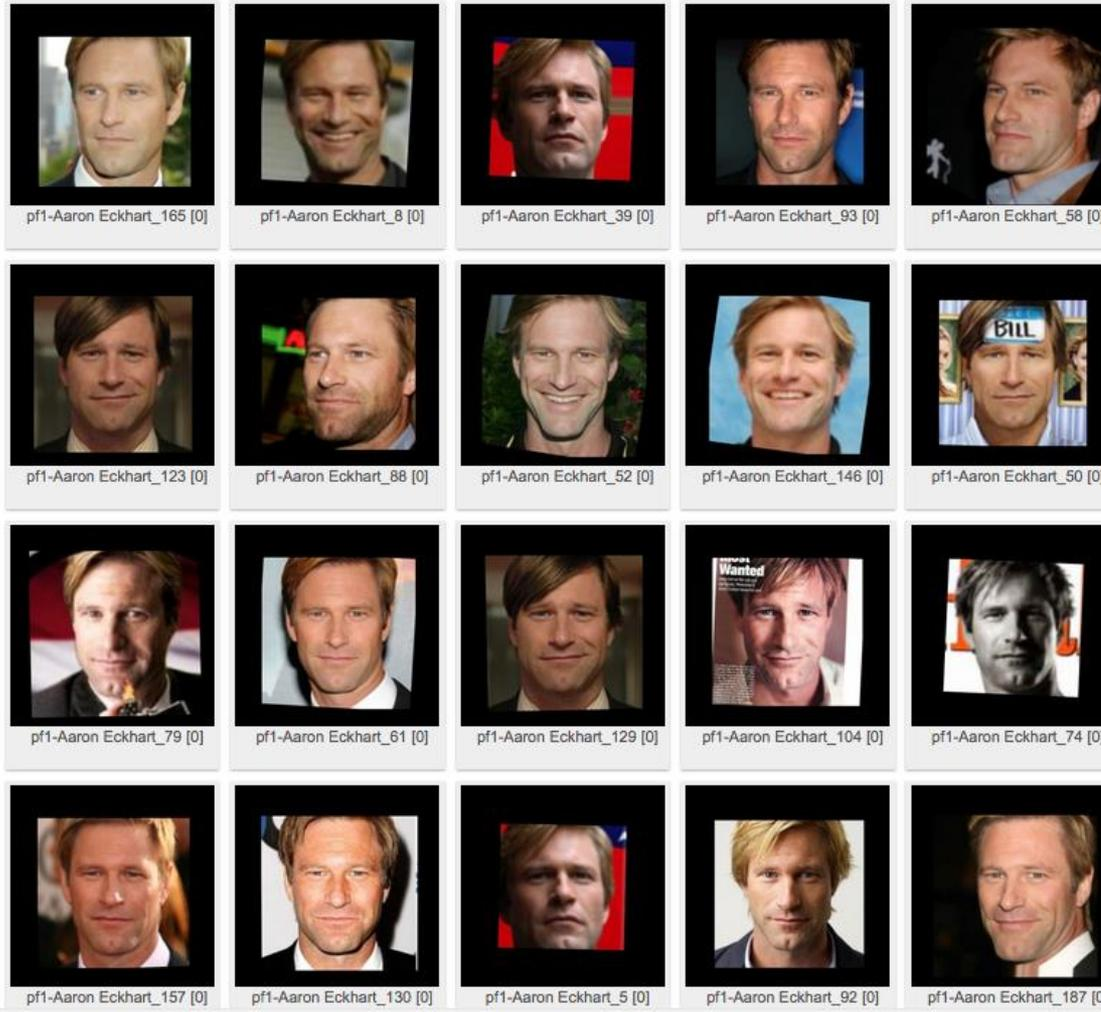 pf1-Aaron Eckhart_165 [0]
pf1-Aaron Eckhart_8 [0]
pf1-Aaron Eckhart_39 [0]
pf1-Aaron Eckhart_93 [0]
pf1-Aaron Eckhart_58 [0]
BILL
pf1-Aaron Eckhart_123 [0]
pf1-Aaron Eckhart_88 [0]
pf1-Aaron Eckhart_52 [0]
pf1-Aaron Eckhart_146 [0]
pf1-Aaron Eckhart_50 [0]
Most
Wanted
pf1-Aaron Eckhart_79 [0]
pf1-Aaron Eckhart_61 [0]
pf1-Aaron Eckhart_129 [0]
pf1-Aaron Eckhart_104 [0]
pf1-Aaron Eckhart_74 [0]
pf1-Aaron Eckhart_157 [0]
pf1-Aaron Eckhart_130 [0]
pf1-Aaron Eckhart_5 [0]
pf1-Aaron Eckhart_92 [0]
pf1-Aaron Eckhart_187 [0]